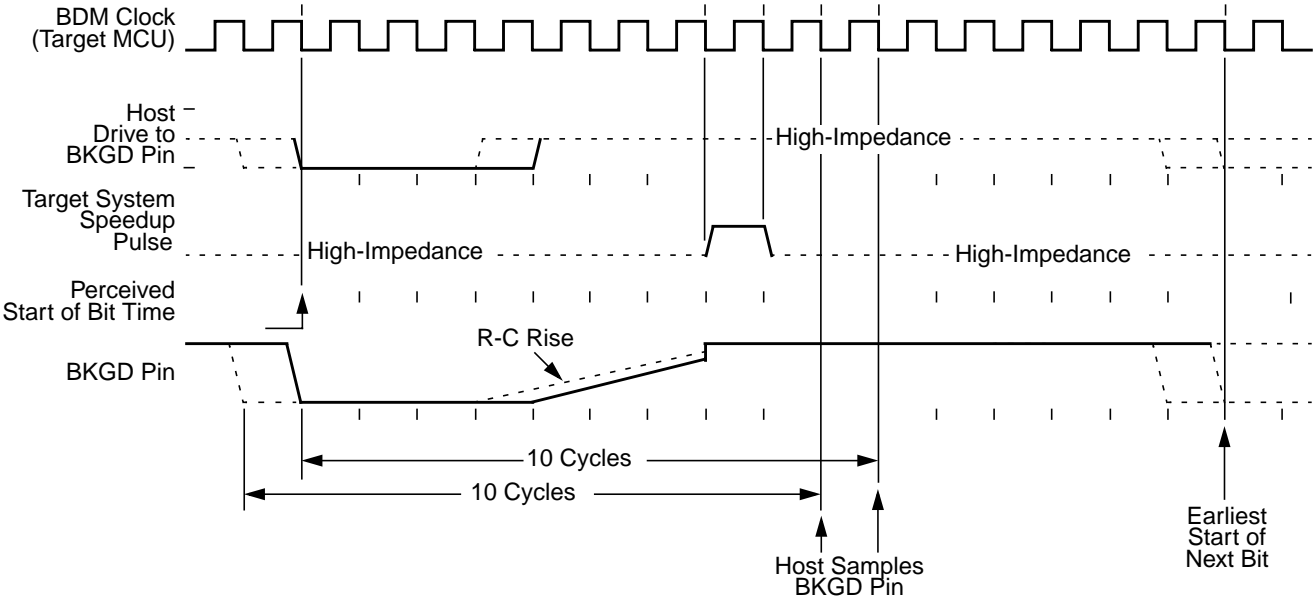 BDM Clock
(Target MCU)
Host
Drive to
BKGD Pin
High-Impedance
Target System
Speedup
Pulse
High-Impedance
High-Impedance
Perceived
Start of Bit Time
R-C Rise
BKGD Pin
10 Cycles
10 Cycles
Earliest
Start of
Next Bit
Host Samples
BKGD Pin